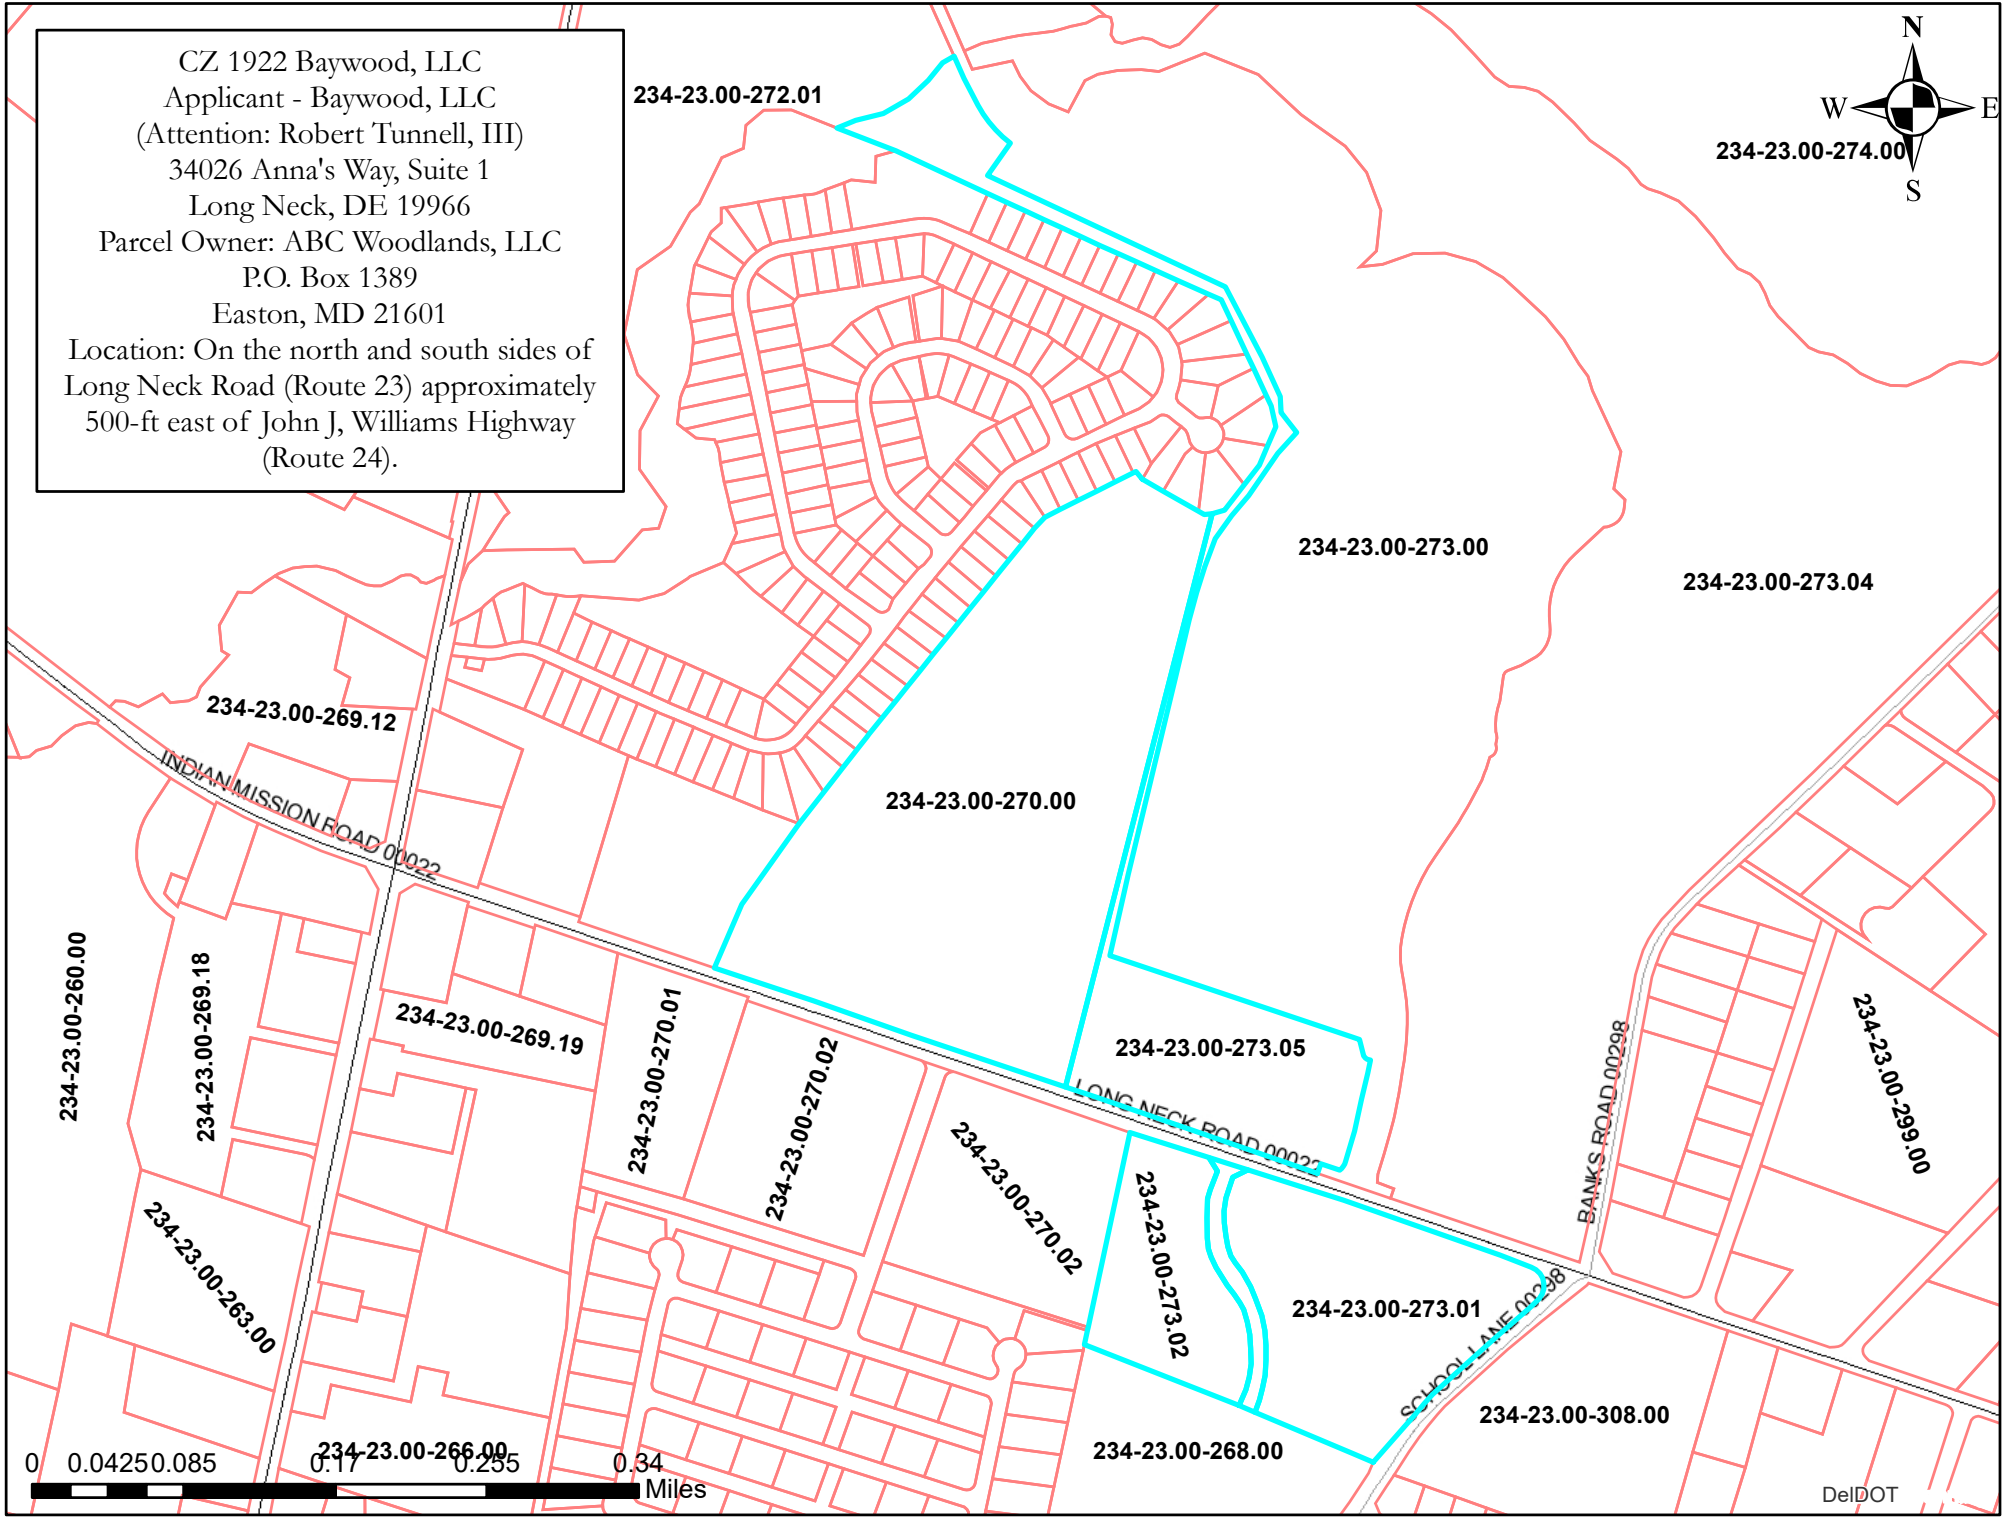 CZ 1922 Baywood, LLC
Applicant - Baywood, LLC
(Attention: Robert Tunnell, III)
34026 Anna's Way, Suite 1
Long Neck, DE 19966
Parcel Owner: ABC Woodlands, LLC
P.O. Box 1389
Easton, MD 21601
Location: On the north and south sides of
Long Neck Road (Route 23) approximately
500-ft east of John J, Williams Highway
(Route 24).
234-23.00-272.01
N
W
E
S
234-23.00-274.00
234-23.00-273.00
234-23.00-273.04
234-23.00-269.12
INDIAN MISSION ROAD 00022
234-23.00-270.00
234-23.00-260.00
234-23.00-269.18
234-23.00-269.19
234-23.00-270.01
234-23.00-270.02
234-23.00-273.05
LONG NECK ROAD 00022
BANKS ROAD 00298
234-23.00-299.00
234-23.00-270.02
234-23.00-273.02
234-23.00-263.00
234-23.00-273.01
SCHOOL LANE 00298
234-23.00-308.00
234-23.00-266.00
234-23.00-268.00
0 0.0425 0.085 0.17 0.255 0.34
Miles
DelDOT